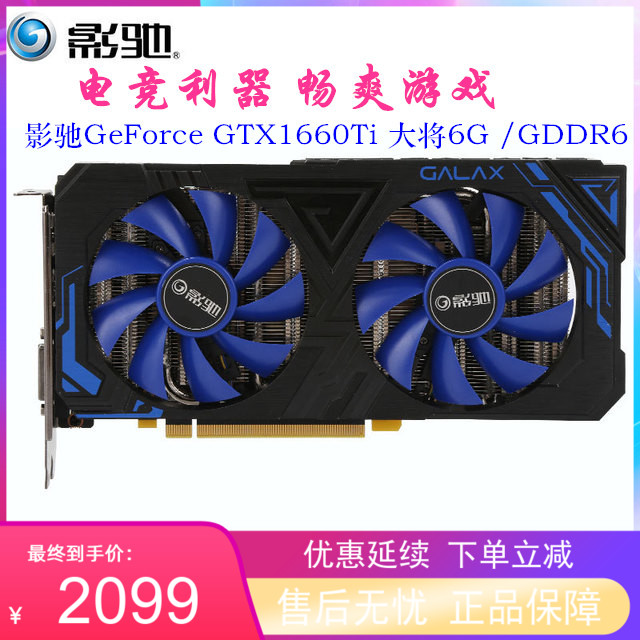 影驰®
电竞利器 畅爽游戏
影驰GeForce GTX1660Ti 大将6G /GDDR6
GALAX
影驰
影驰
最终到手价:
¥ 2099
优惠延续 下单立减
售后无忧 正品保障